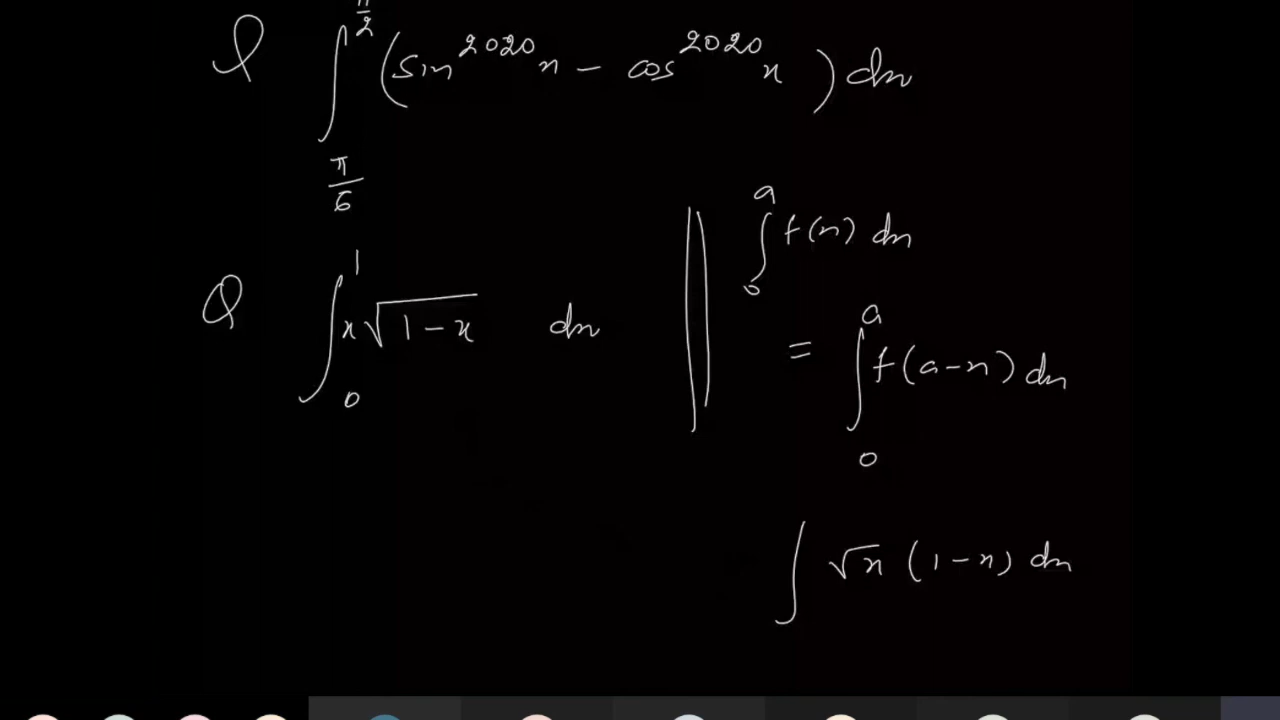 Q ∫_{π/6}^{π/2} (sin^{2020} x - cos^{2020} x) dx
Q ∫_0^1 x√(1-x) dx
∫_0^a f(x) dx
= ∫_0^a f(a-x) dx
∫ √x (1-x) dx